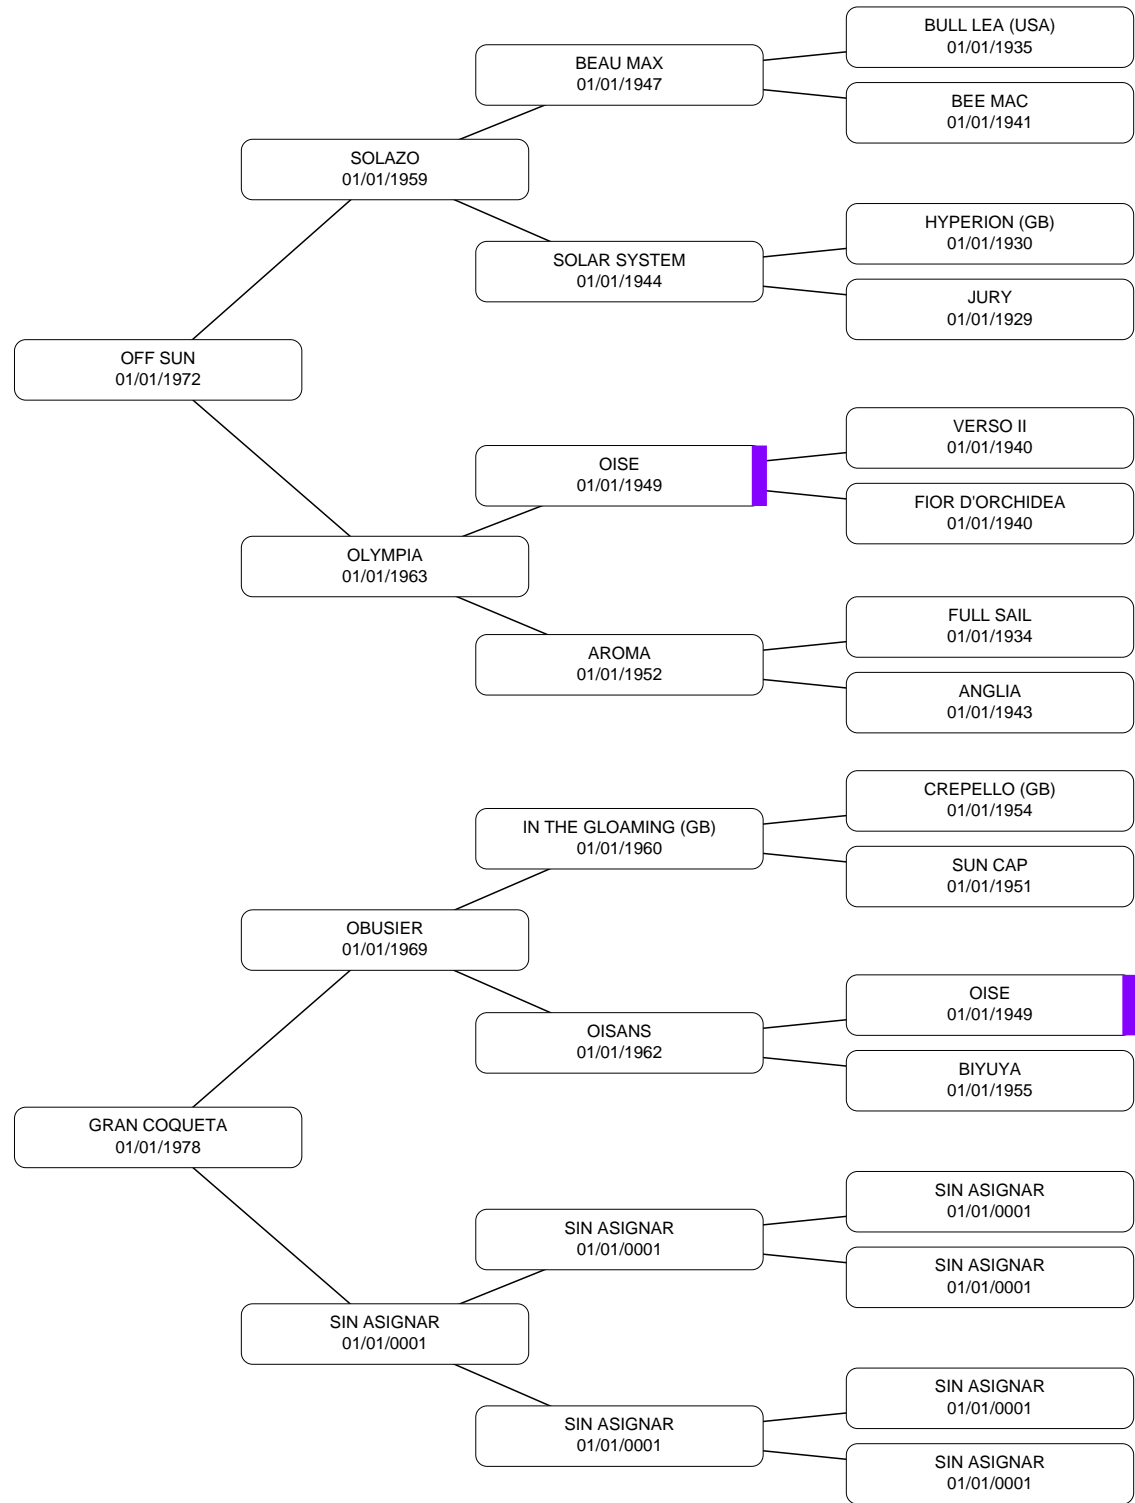 BULL LEA (USA)
01/01/1935
BEAU MAX
01/01/1947
BEE MAC
01/01/1941
SOLAZO
01/01/1959
HYPERION (GB)
01/01/1930
SOLAR SYSTEM
01/01/1944
JURY
01/01/1929
OFF SUN
01/01/1972
VERSO II
01/01/1940
OISE
01/01/1949
FIOR D'ORCHIDEA
01/01/1940
OLYMPIA
01/01/1963
FULL SAIL
01/01/1934
AROMA
01/01/1952
ANGLIA
01/01/1943
CREPELLO (GB)
01/01/1954
IN THE GLOAMING (GB)
01/01/1960
SUN CAP
01/01/1951
OBUSIER
01/01/1969
OISE
01/01/1949
OISANS
01/01/1962
BIYUYA
01/01/1955
GRAN COQUETA
01/01/1978
SIN ASIGNAR
01/01/0001
SIN ASIGNAR
01/01/0001
SIN ASIGNAR
01/01/0001
SIN ASIGNAR
01/01/0001
SIN ASIGNAR
01/01/0001
SIN ASIGNAR
01/01/0001
SIN ASIGNAR
01/01/0001